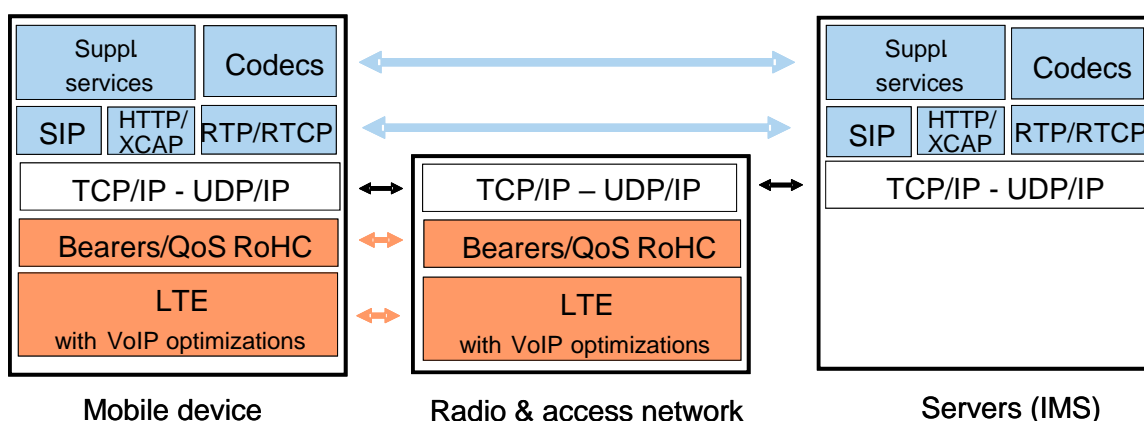 Suppl.
services
Codecs
SIP
HTTP/
XCAP
RTP/RTCP
TCP/IP - UDP/IP
Bearers/QoS RoHC
LTE
with VoIP optimizations
Mobile device
TCP/IP – UDP/IP
Bearers/QoS RoHC
LTE
with VoIP optimizations
Radio & access network
Suppl.
services
Codecs
SIP
HTTP/
XCAP
RTP/RTCP
TCP/IP - UDP/IP
Servers (IMS)